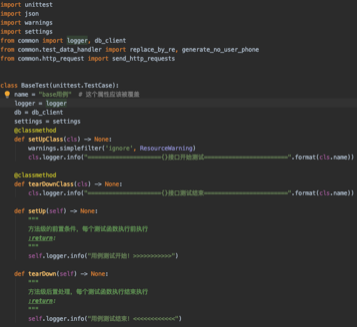 import unittest
import json
import warnings
import settings
from common import logger, db_client
from common.test_data_handler import replace_by_re, generate_no_user_phone
from common.http_request import send_http_requests
class BaseTest(unittest.TestCase):
name = "base用例" # 这个属性应该被覆盖
logger = logger
db = db_client
settings = settings
@classmethod
def setUpClass(cls) -> None:
warnings.simplefilter('ignore', ResourceWarning)
cls.logger.info("========================{}接口开始测试========================".format(cls.name))
@classmethod
def tearDownClass(cls) -> None:
cls.logger.info("========================{}接口测试结束========================".format(cls.name))
def setUp(self) -> None:
"""
方法级的前置条件，每个测试函数执行前执行
:return:
"""
self.logger.info("用例测试开始! >>>>>>>>>>>>")
def tearDown(self) -> None:
"""
方法级后置处理，每个测试函数执行结束执行
:return:
"""
self.logger.info("用例测试结束! <<<<<<<<<<<<")